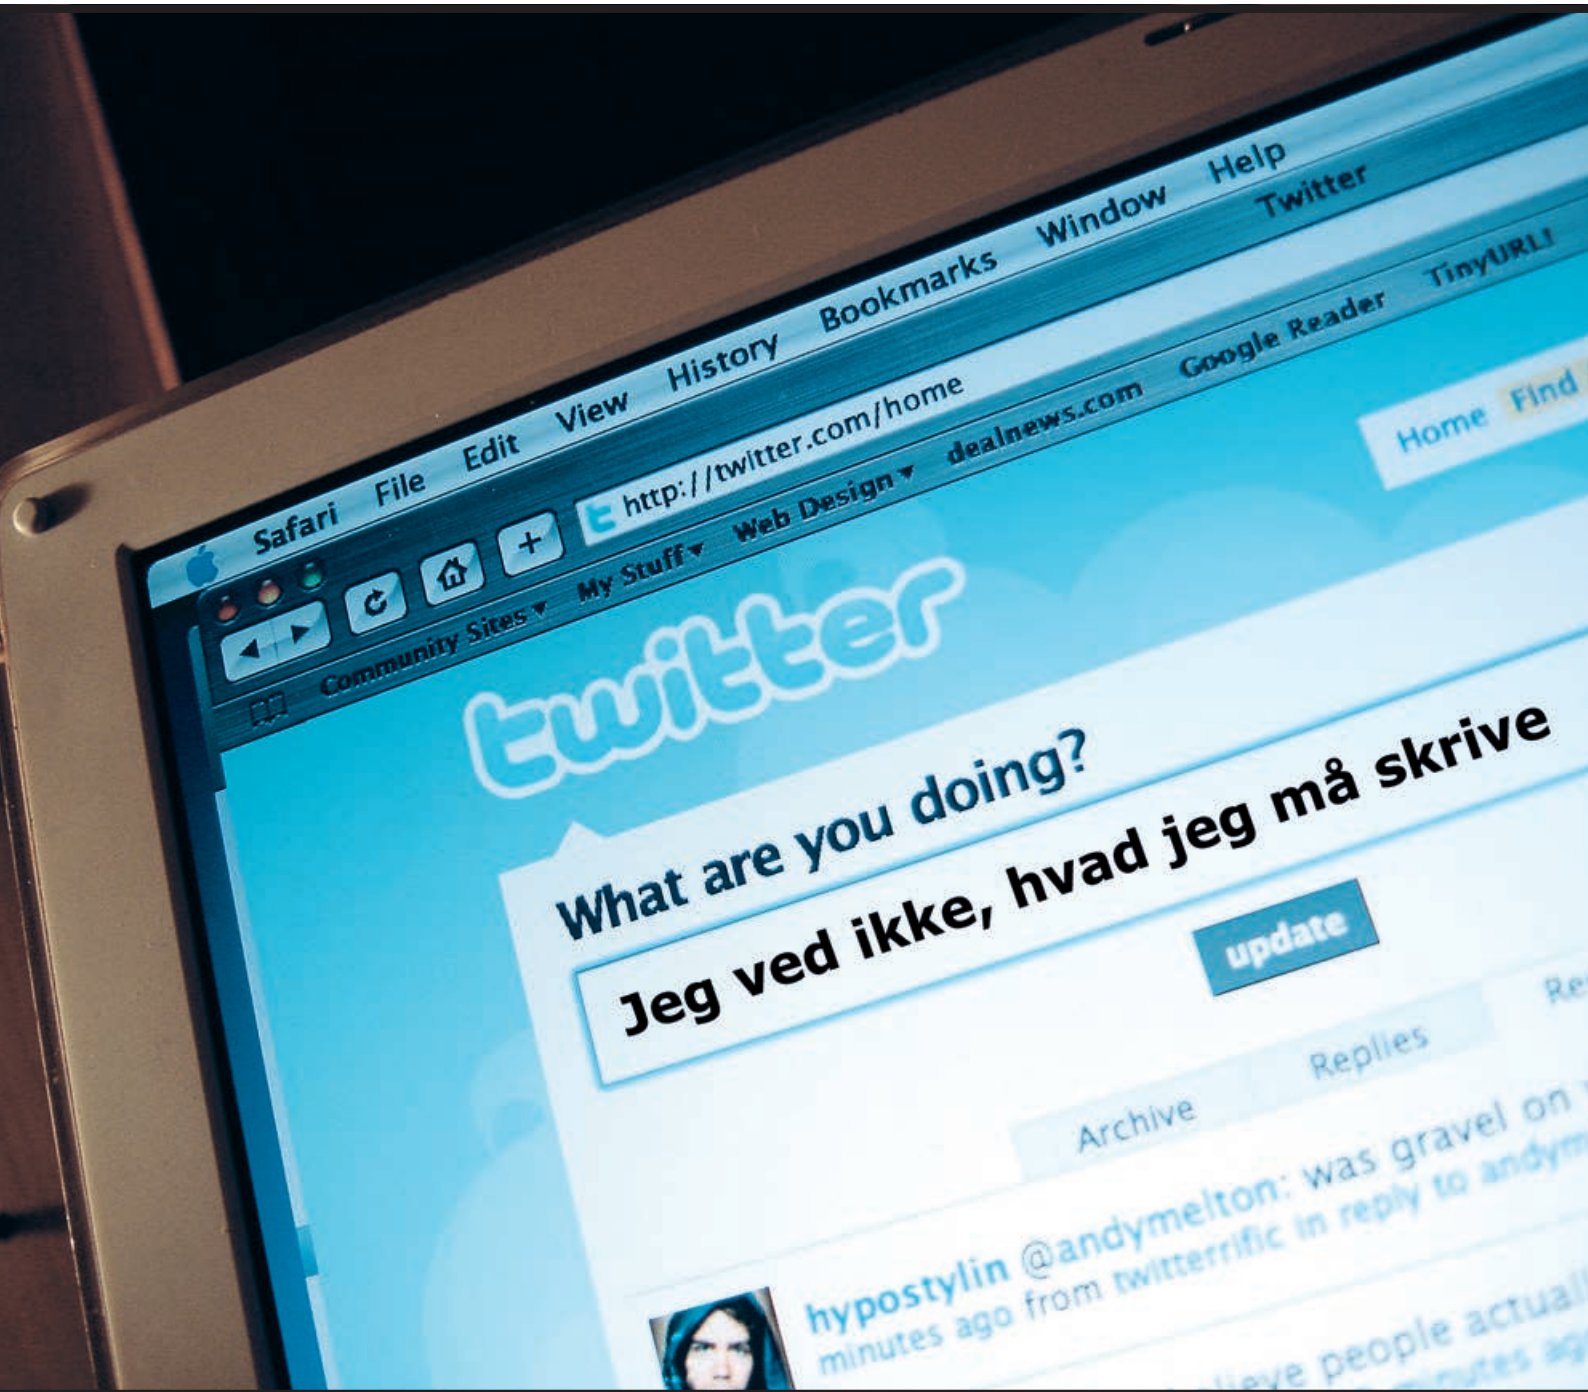 Safari File Edit View History Bookmarks Window Help
Twitter
http://twitter.com/home
Community Sites My Stuff Web Design dealnews.com Google Reader TinyURL!
Home Find
twitter
What are you doing?
Jeg ved ikke, hvad jeg må skrive
update
Archive Replies
hypostylin @andymelton: was gravel on
minutes ago from twitterrific in reply to
people
ago